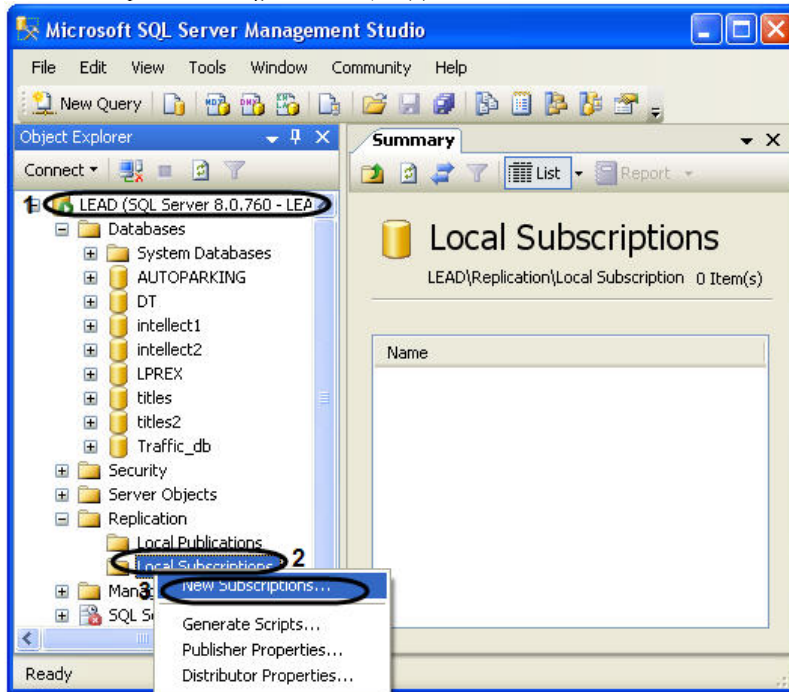 Microsoft SQL Server Management Studio
File Edit View Tools Window Community Help
New Query
Object Explorer
Connect
1 LEAD (SQL Server 8.0.760 - LEA
Databases
System Databases
AUTOPARKING
DT
intellect1
intellect2
LPREX
titles
titles2
Traffic_db
Security
Server Objects
Replication
Local Publications
Local Subscriptions 2
Mana
SQL Se
3 New Subscriptions...
Generate Scripts...
Publisher Properties...
Distributor Properties...
Ready
Summary
List Report
Local Subscriptions
LEAD\Replication\Local Subscription 0 Item(s)
Name